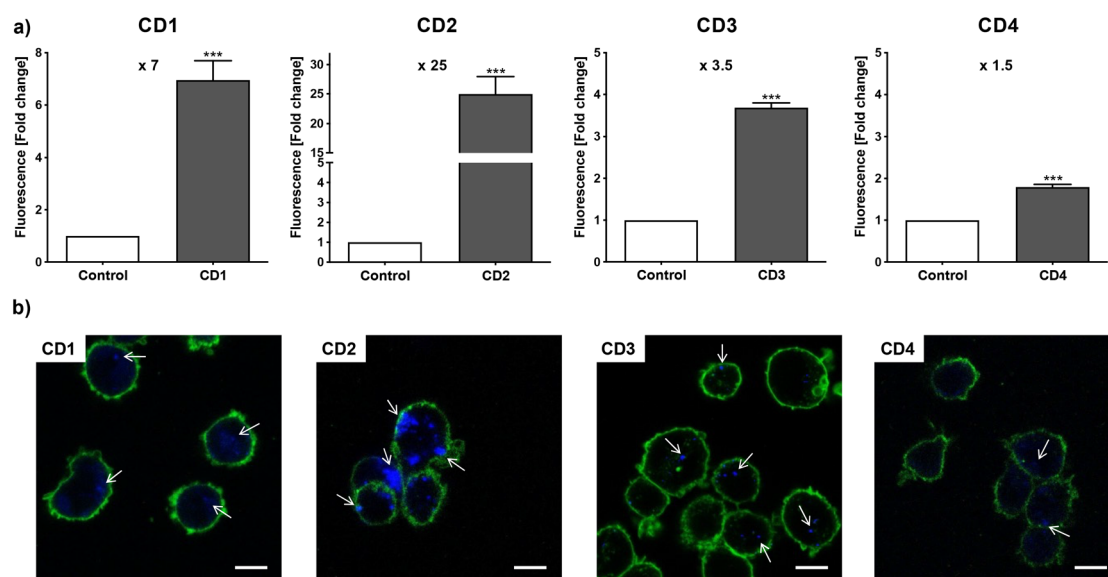 a)
CD1
Fluorescence [Fold change]
8
6
4
2
0
x 7
***
Control
CD1
CD2
Fluorescence [Fold change]
30
25
20
15
5
4
3
2
1
0
x 25
***
Control
CD2
CD3
Fluorescence [Fold change]
5
4
3
2
1
0
x 3.5
***
Control
CD3
CD4
Fluorescence [Fold change]
5
4
3
2
1
0
x 1.5
***
Control
CD4
b)
CD1
CD2
CD3
CD4